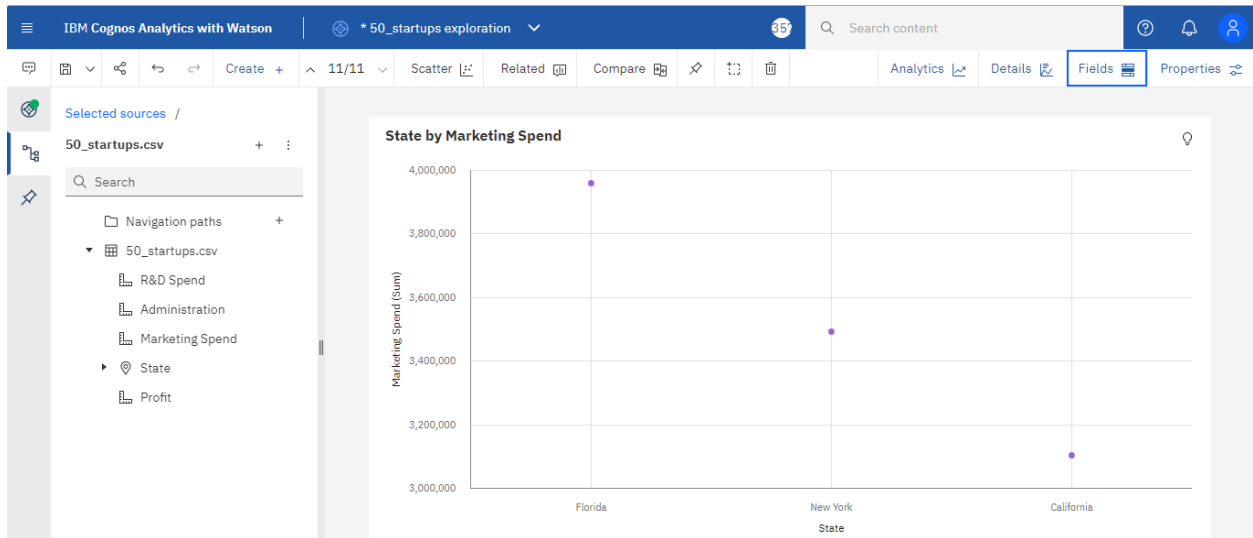 IBM Cognos Analytics with Watson
* 50_startups exploration
357
Search content
Create +
11/11
Scatter
Related
Compare
Analytics
Details
Fields
Properties
Selected sources /
50_startups.csv
Search
Navigation paths
50_startups.csv
R&D Spend
Administration
Marketing Spend
State
Profit
State by Marketing Spend
Marketing Spend (Sum)
4,000,000
3,800,000
3,600,000
3,400,000
3,200,000
3,000,000
Florida
New York
California
State